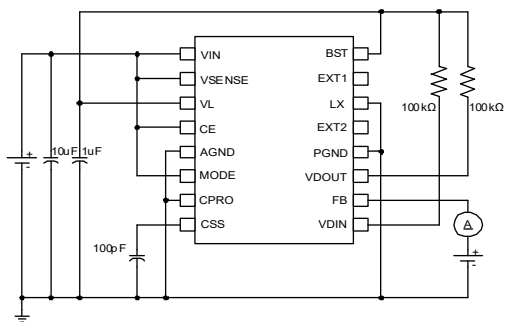 VIN
BST
VSENSE
EXT1
VL
LX
100kΩ
100kΩ
CE
EXT2
+
10uF
1uF
AGND
PGND
-
MODE
VDOUT
CPRO
FB
CSS
VDIN
A
100pF
+
-